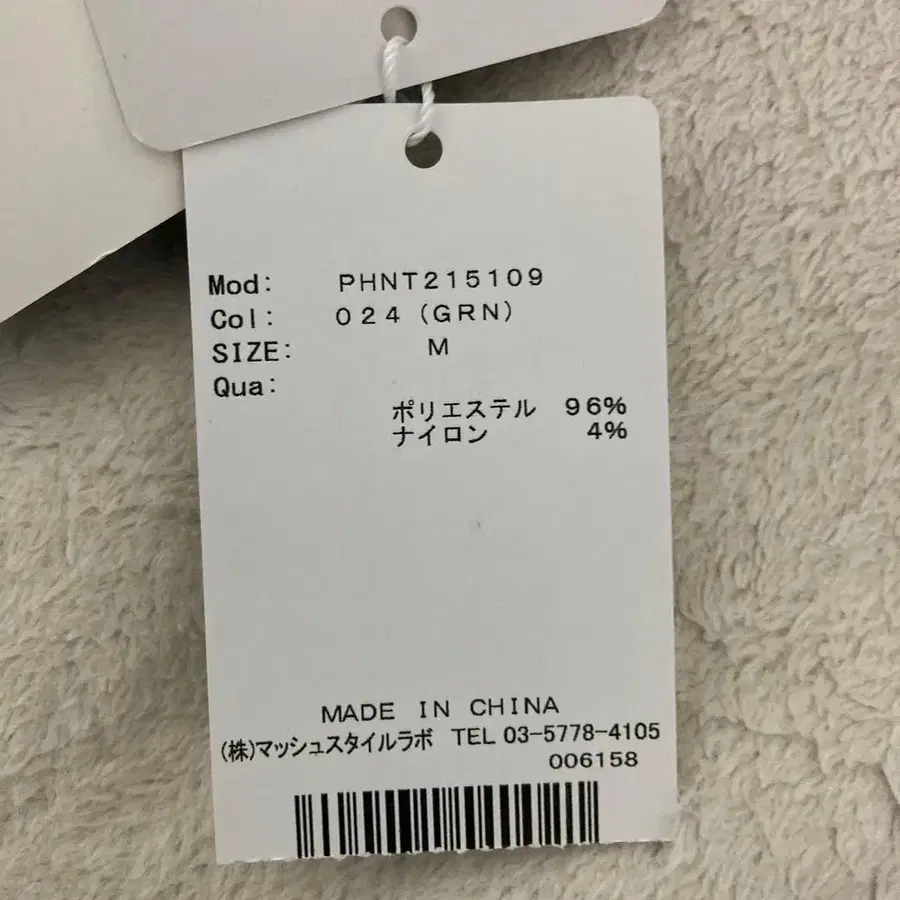 Mod: PHNT215109
Col: 024 (GRN)
SIZE: M
Qua:
ポリエステル 96%
ナイロン 4%
MADE IN CHINA
(株)マッシュスタイルラボ TEL 03-5778-4105
006158